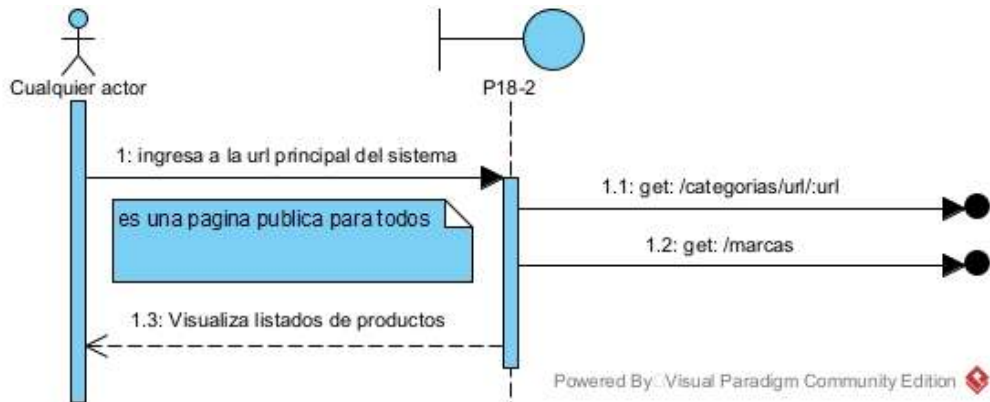 Cualquier actor
P18-2
1: ingresa a la url principal del sistema
1.1: get: /categorias/url/:url
es una pagina publica para todos
1.2: get: /marcas
1.3: Visualiza listados de productos
Powered By Visual Paradigm Community Edition